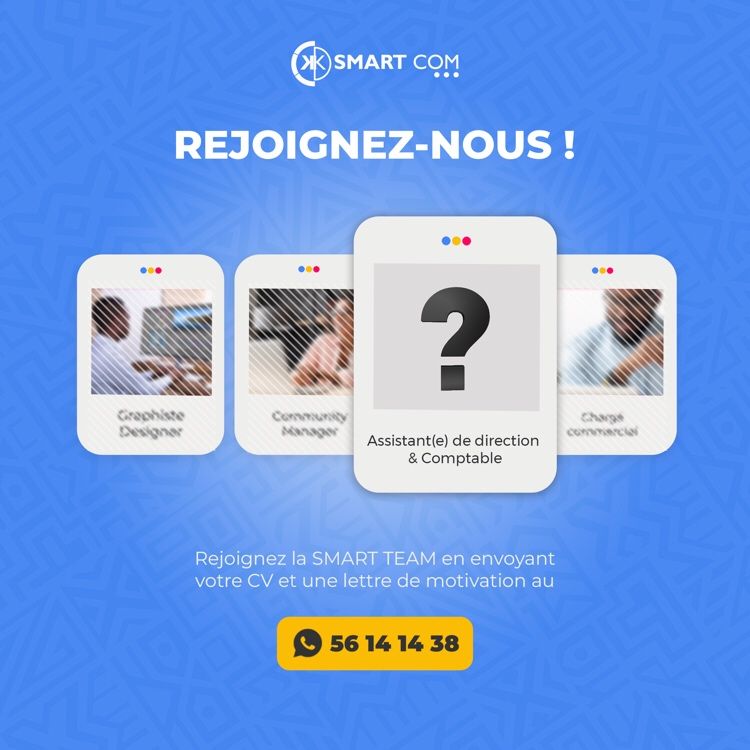 SMART COM
REJOIGNEZ-NOUS !
Graphiste
Designer
Community
Manager
?
Assistant(e) de direction
& Comptable
Chargé
commercial
Rejoignez la SMART TEAM en envoyant
votre CV et une lettre de motivation au
56 14 14 38